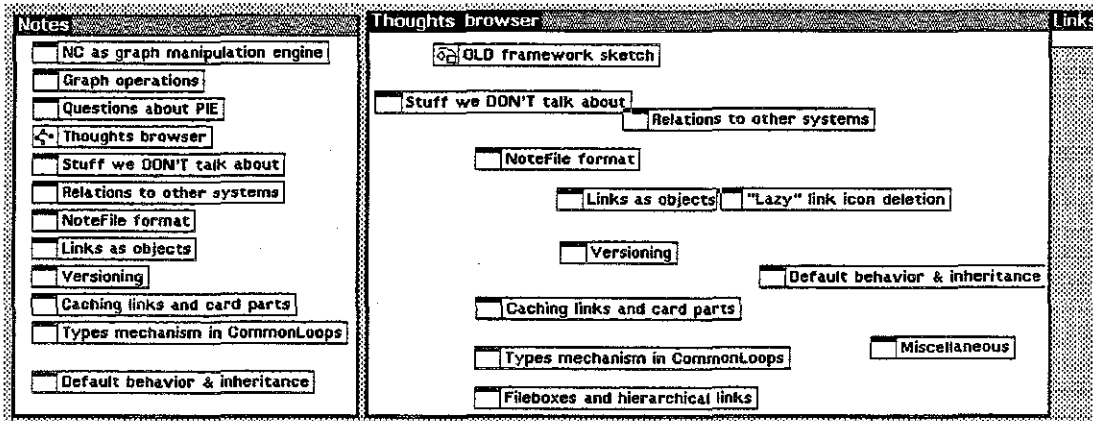 Notes
NC as graph manipulation engine
Graph operations
Questions about PIE
Thoughts browser
Stuff we DON'T talk about
Relations to other systems
NoteFile format
Links as objects
Versioning
Caching links and card parts
Types mechanism in CommonLoops
Default behavior & inheritance
Thoughts browser
OLD framework sketch
Stuff we DON'T talk about
Relations to other systems
NoteFile format
Links as objects
"Lazy" link icon deletion
Versioning
Default behavior & inheritance
Caching links and card parts
Miscellaneous
Types mechanism in CommonLoops
Fileboxes and hierarchical links
Links